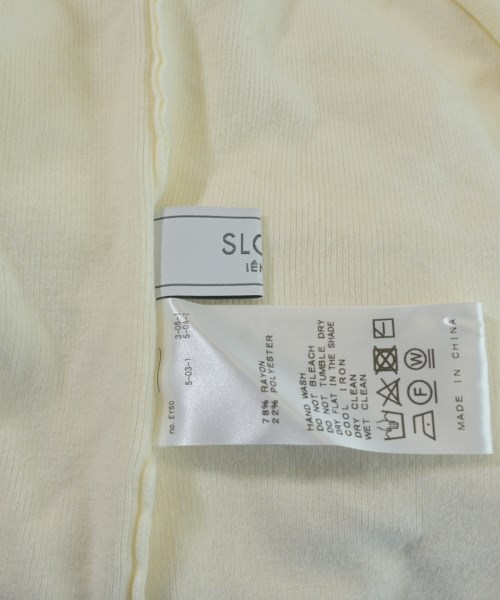 SLO
IÉN
3-05-1
5-04-1
5-03-1
no. EY50
78% RAYON
22% POLYESTER
HAND WASH
DO NOT BLEACH
DO NOT TUMBLE DRY
DRY FLAT IN THE SHADE
COOL IRON
DRY CLEAN
WET CLEAN
F W
MADE IN CHINA